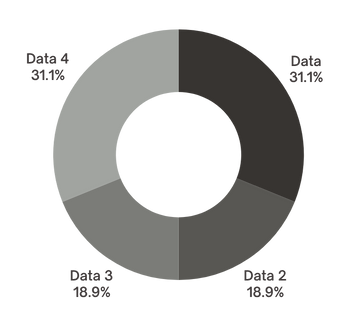 Data 4
31.1%
Data
31.1%
Data 3
18.9%
Data 2
18.9%